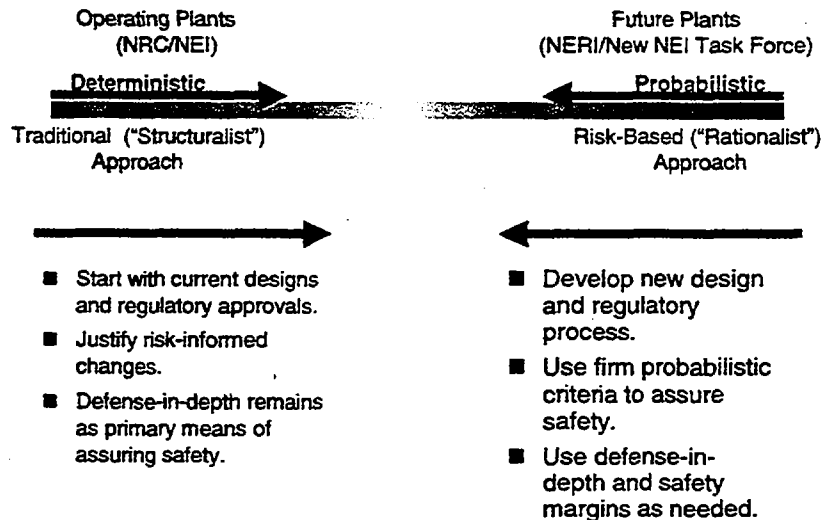 Operating Plants
(NRC/NEI)
Deterministic
Traditional ("Structuralist")
Approach
Future Plants
(NERI/New NEI Task Force)
Probabilistic
Risk-Based ("Rationalist")
Approach
■ Start with current designs
and regulatory approvals.
■ Justify risk-informed
changes.
■ Defense-in-depth remains
as primary means of
assuring safety.
■ Develop new design
and regulatory
process.
■ Use firm probabilistic
criteria to assure
safety.
■ Use defense-in-
depth and safety
margins as needed.